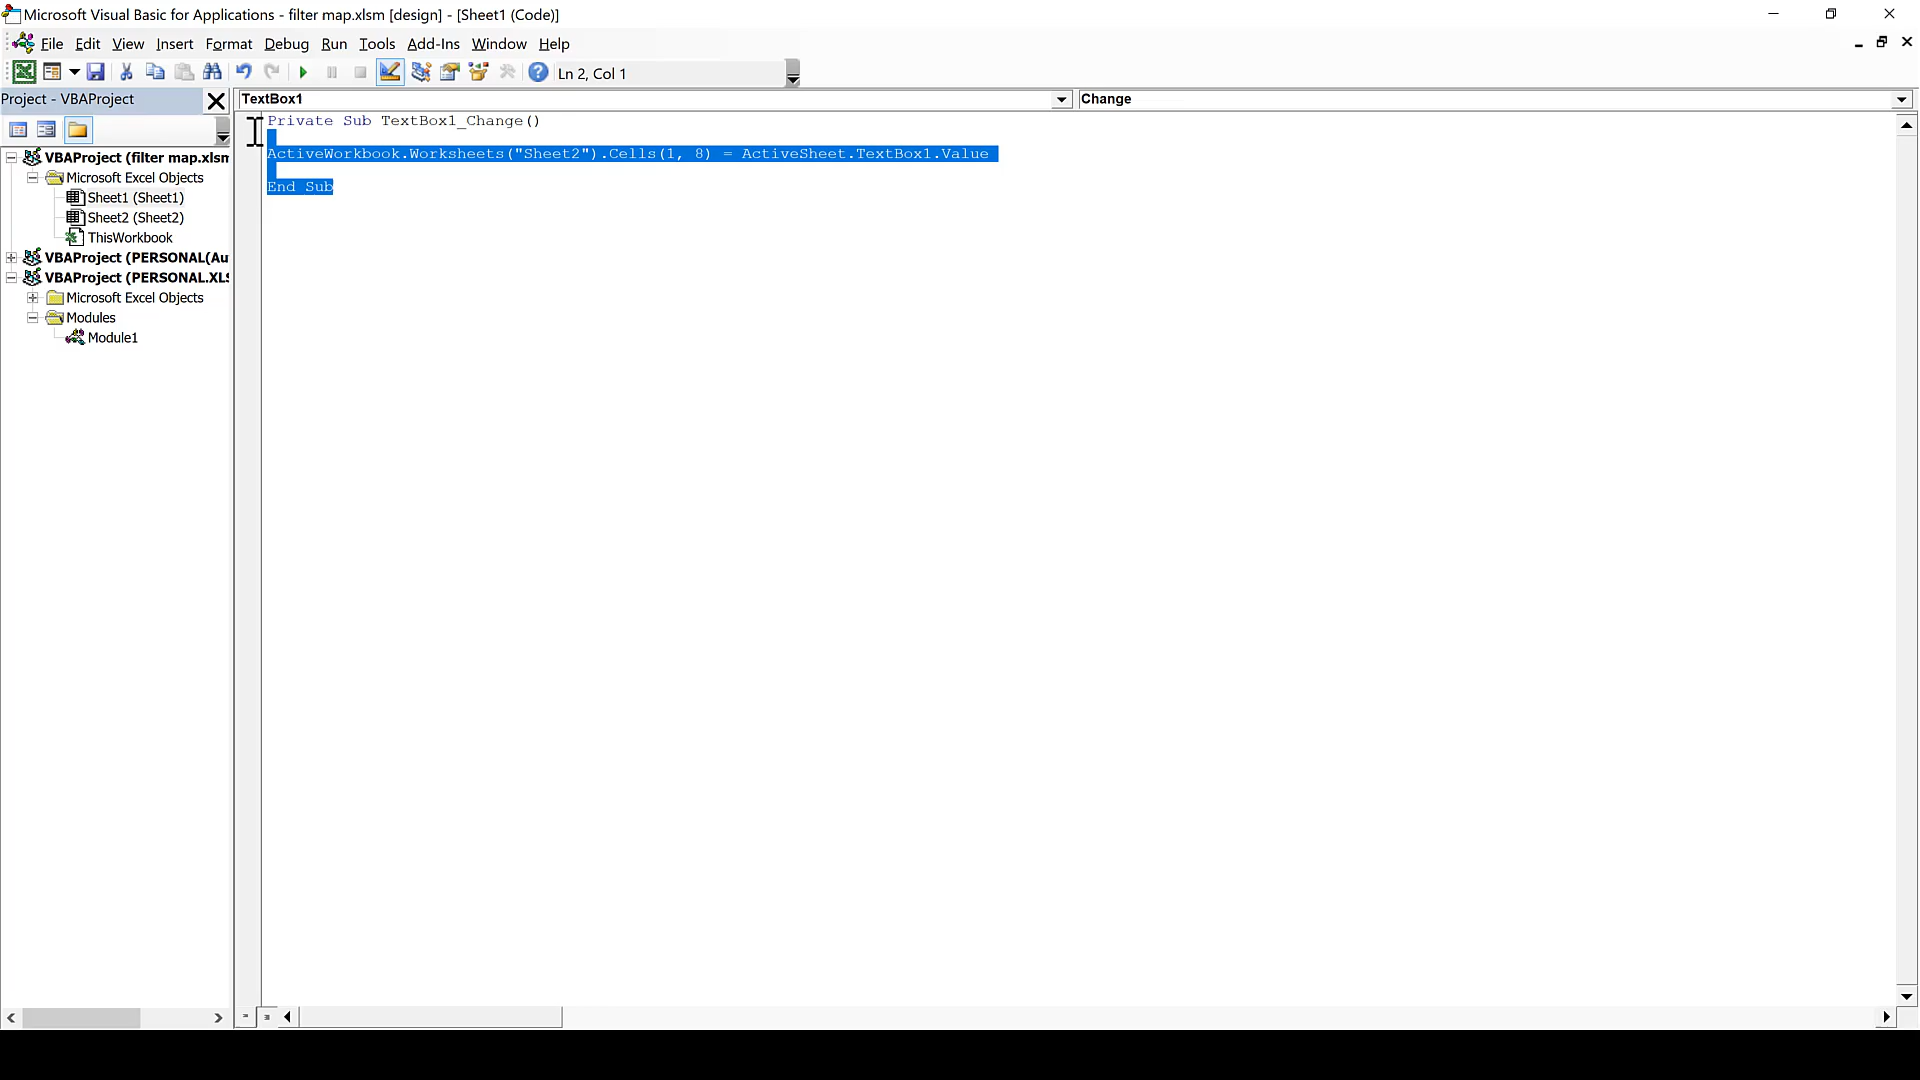 Microsoft Visual Basic for Applications - filter map.xlsm [design] - [Sheet1 (Code)]
File Edit View Insert Format Debug Run Tools Add-Ins Window Help
Ln 2, Col 1
Project - VBAProject
TextBox1
Change
VBAProject (filter map.xlsm
Microsoft Excel Objects
Sheet1 (Sheet1)
Sheet2 (Sheet2)
ThisWorkbook
VBAProject (PERSONAL(Au
VBAProject (PERSONAL.XLS
Microsoft Excel Objects
Modules
Module1
Private Sub TextBox1_Change()
ActiveWorkbook.Worksheets("Sheet2").Cells(1, 8) = ActiveSheet.TextBox1.Value
End Sub